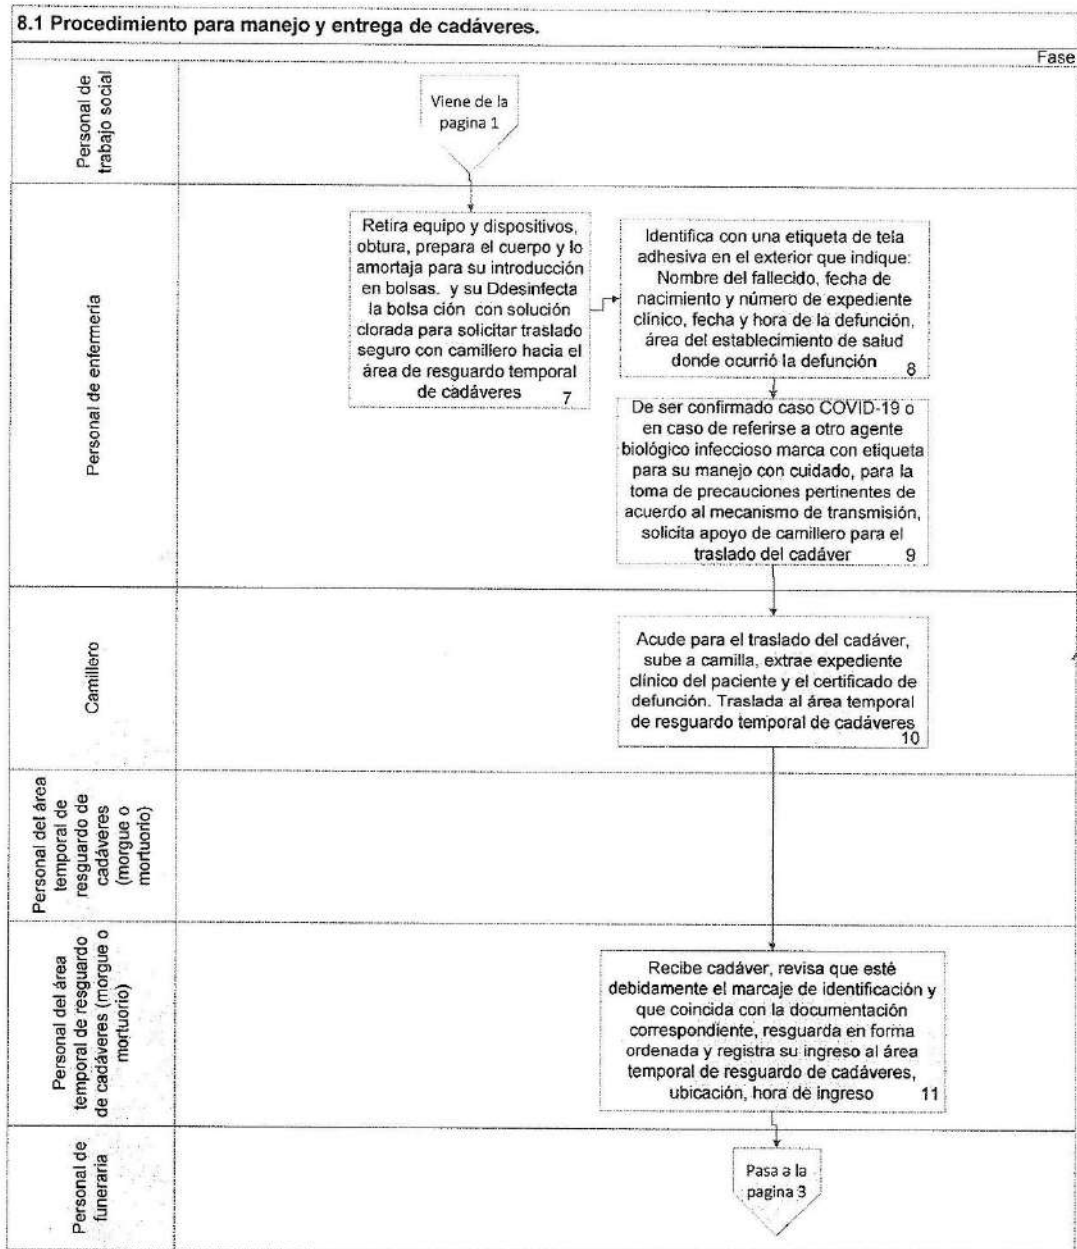 8.1 Procedimiento para manejo y entrega de cadáveres.
Fase
Personal de
trabajo social
Viene de la
pagina 1
Personal de enfermería
Retira equipo y dispositivos,
obtura, prepara el cuerpo y lo
amortaja para su introducción
en bolsas. y su Ddesinfecta
la bolsa ción con solución
clorada para solicitar traslado
seguro con camillero hacia el
área de resguardo temporal
de cadáveres 7
Identifica con una etiqueta de tela
adhesiva en el exterior que indique:
Nombre del fallecido, fecha de
nacimiento y número de expediente
clínico, fecha y hora de la defunción,
área del establecimiento de salud
donde ocurrió la defunción 8
De ser confirmado caso COVID-19 o
en caso de referirse a otro agente
biológico infeccioso marca con etiqueta
para su manejo con cuidado, para la
toma de precauciones pertinentes de
acuerdo al mecanismo de transmisión,
solicita apoyo de camillero para el
traslado del cadáver 9
Camillero
Acude para el traslado del cadáver,
sube a camilla, extrae expediente
clínico del paciente y el certificado de
defunción. Traslada al área temporal
de resguardo temporal de cadáveres
10
Personal del área
temporal de
resguardo de
cadáveres
(morgue o
mortuorio)
Personal del área
temporal de resguardo
de cadáveres (morgue o
mortuorio)
Recibe cadáver, revisa que esté
debidamente el marcaje de identificación y
que coincida con la documentación
correspondiente, resguarda en forma
ordenada y registra su ingreso al área
temporal de resguardo de cadáveres,
ubicación, hora de ingreso 11
Personal de
funeraria
Pasa a la
pagina 3